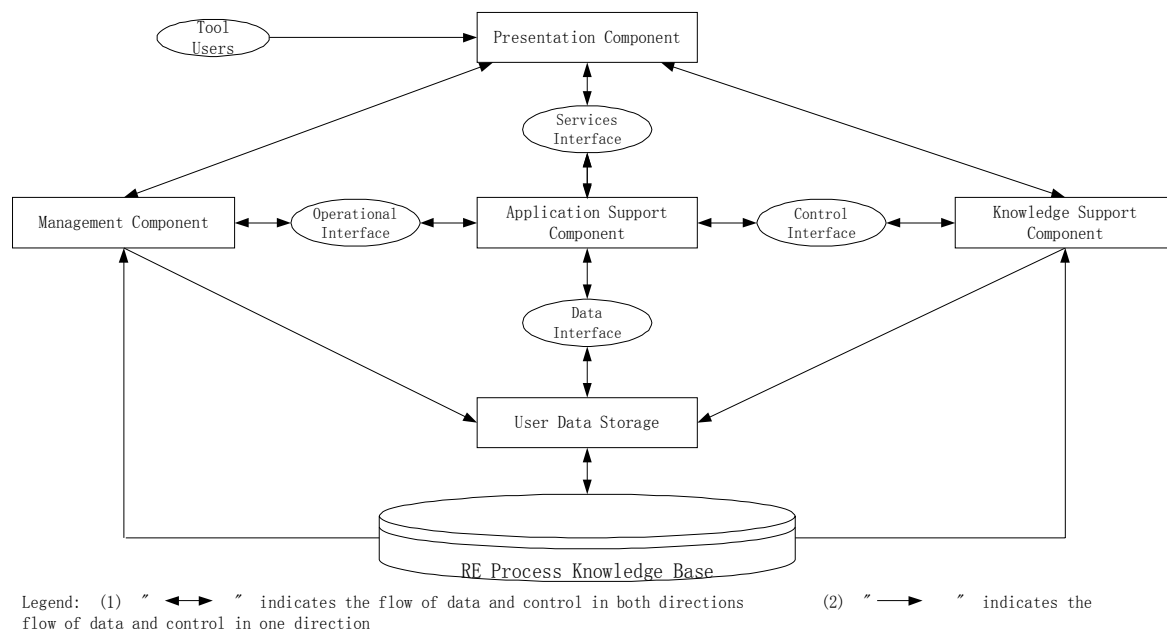 Tool
Users
Presentation Component
Services
Interface
Management Component
Operational
Interface
Application Support
Component
Control
Interface
Knowledge Support
Component
Data
Interface
User Data Storage
RE Process Knowledge Base
Legend: (1) " " indicates the flow of data and control in both directions (2) " " indicates the
flow of data and control in one direction